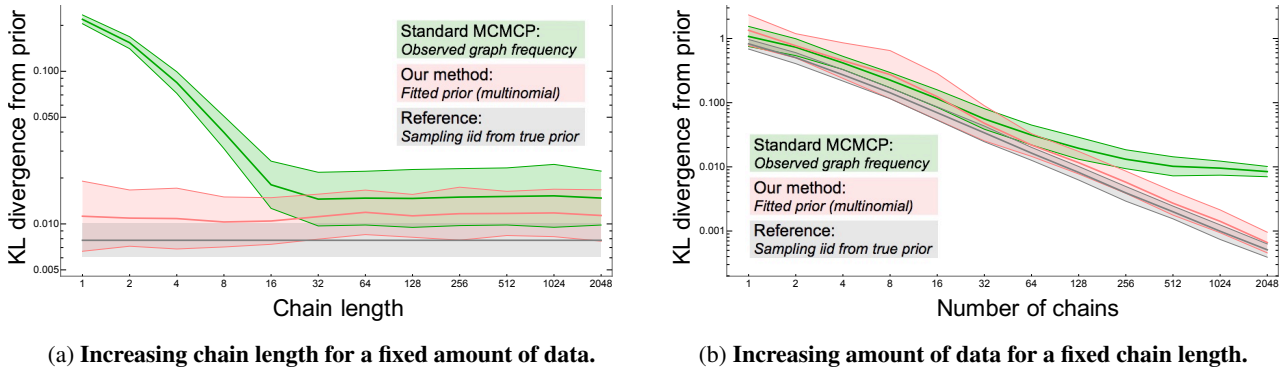 KL divergence from prior
0.100
0.050
0.010
0.005
Standard MCMCP:
Observed graph frequency
Our method:
Fitted prior (multinomial)
Reference:
Sampling iid from true prior
1 2 4 8 16 32 64 128 256 512 1024 2048
Chain length
(a) Increasing chain length for a fixed amount of data.
KL divergence from prior
1
0.100
0.010
0.001
Standard MCMCP:
Observed graph frequency
Our method:
Fitted prior (multinomial)
Reference:
Sampling iid from true prior
1 2 4 8 16 32 64 128 256 512 1024 2048
Number of chains
(b) Increasing amount of data for a fixed chain length.